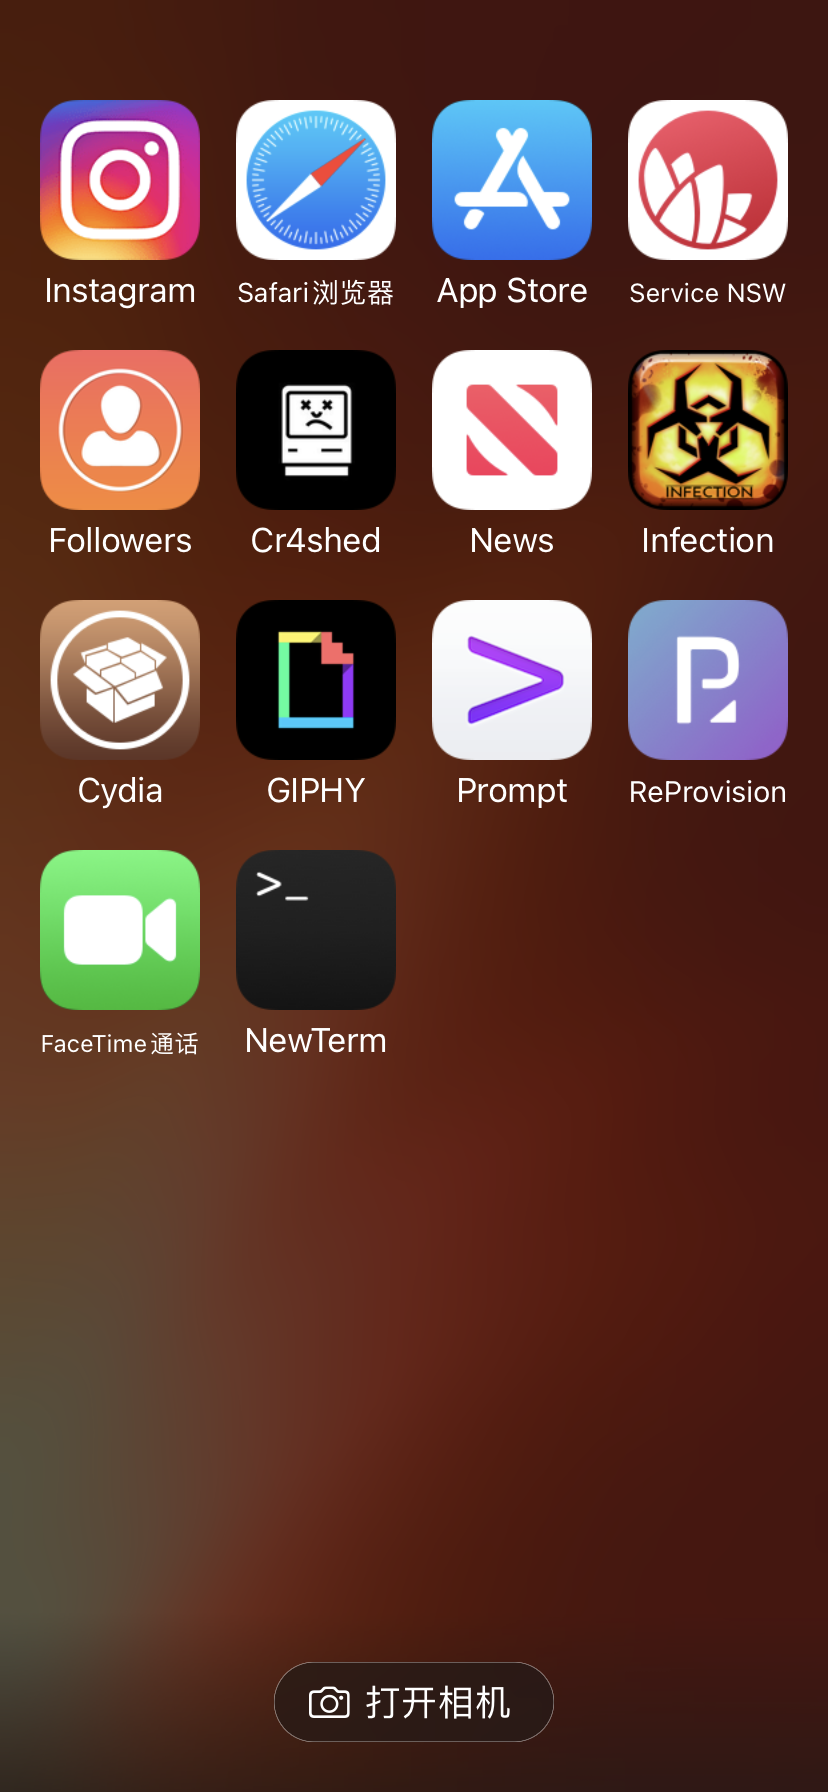 Instagram
Safari浏览器
App Store
Service NSW
INFECTION
Followers
Cr4shed
News
Infection
Cydia
GIPHY
Prompt
ReProvision
>_
FaceTime通话
NewTerm
打开相机